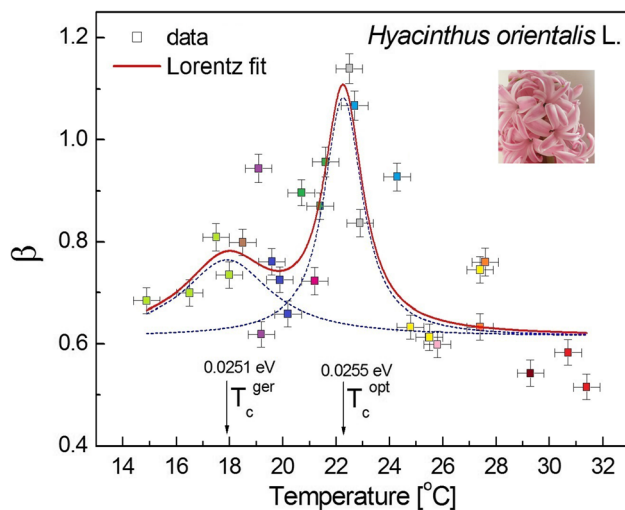 Hyacinthus orientalis L.
data
Lorentz fit
1.2
1.0
0.8
0.6
0.4
β
0.0251 eV
T_c^ger
0.0255 eV
T_c^opt
14 16 18 20 22 24 26 28 30 32
Temperature [°C]